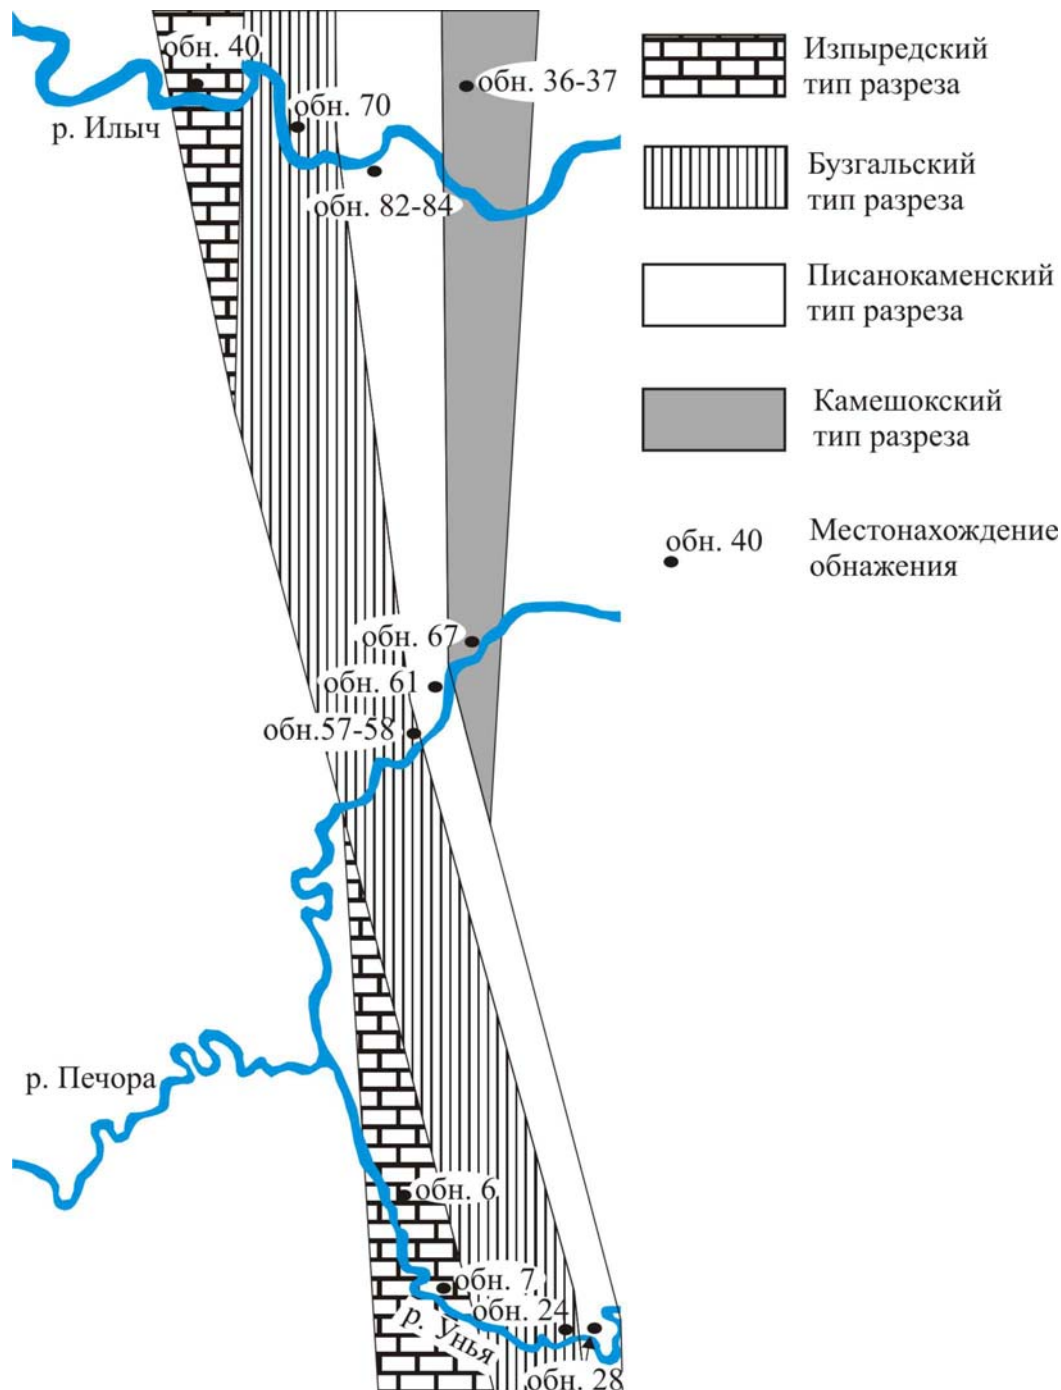 обн. 40
обн. 36-37
обн. 70
р. Илыч
обн. 82-84
обн. 67
обн. 61
обн.57-58
р. Печора
обн. 6
обн. 7
обн. 24
р. Унья
обн. 28
Изпыредский
тип разреза
Бузгальский
тип разреза
Писанокаменский
тип разреза
Камешокский
тип разреза
обн. 40
Местонахождение
обнажения